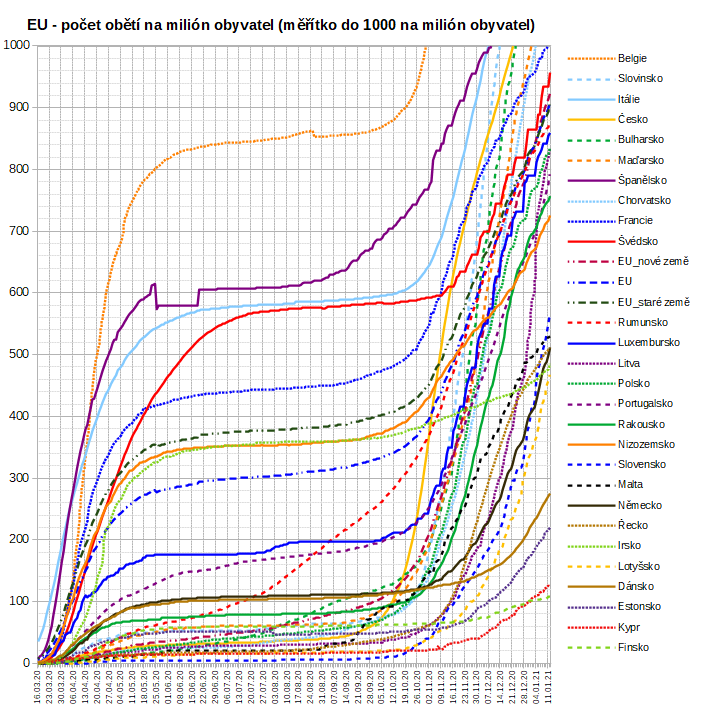 EU - počet obětí na milión obyvatel (měřítko do 1000 na milión obyvatel)
1000
900
800
700
600
500
400
300
200
100
0
Belgie
Slovinsko
Itálie
Česko
Bulharsko
Maďarsko
Španělsko
Chorvatsko
Francie
Švédsko
EU_nové země
EU
EU_staré země
Rumunsko
Luxembursko
Litva
Polsko
Portugalsko
Rakousko
Nizozemsko
Slovensko
Malta
Německo
Řecko
Irsko
Lotyšsko
Dánsko
Estonsko
Kypr
Finsko
16.03.20
23.03.20
30.03.20
06.04.20
13.04.20
20.04.20
27.04.20
04.05.20
11.05.20
18.05.20
25.05.20
01.06.20
08.06.20
15.06.20
22.06.20
29.06.20
06.07.20
13.07.20
20.07.20
27.07.20
03.08.20
10.08.20
17.08.20
24.08.20
31.08.20
07.09.20
14.09.20
21.09.20
28.09.20
05.10.20
12.10.20
19.10.20
26.10.20
02.11.20
09.11.20
16.11.20
23.11.20
30.11.20
07.12.20
14.12.20
21.12.20
28.12.20
04.01.21
11.01.21